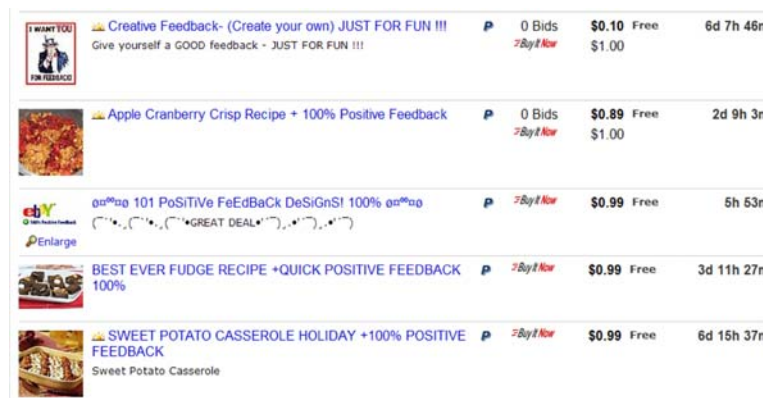 I WANT YOU
FOR FEEDBACK!
Creative Feedback- (Create your own) JUST FOR FUN !!!
Give yourself a GOOD feedback - JUST FOR FUN !!!
P 0 Bids $0.10 Free 6d 7h 46m
Buy It Now $1.00
Apple Cranberry Crisp Recipe + 100% Positive Feedback P 0 Bids $0.89 Free 2d 9h 3m
Buy It Now $1.00
ø¤ººnø 101 PoSiTiVe FeEdBaCk DeSiGnS! 100% ø¤ººnø P Buy It Now $0.99 Free 5h 53m
(¯`'•.¸(¯`'•.¸(¯`'•GREAT DEAL•'´¯)¸.•'´¯)¸.•'´¯)
ebY
100% Positive Feedback
Enlarge
BEST EVER FUDGE RECIPE +QUICK POSITIVE FEEDBACK P Buy It Now $0.99 Free 3d 11h 27m
100%
SWEET POTATO CASSEROLE HOLIDAY +100% POSITIVE P Buy It Now $0.99 Free 6d 15h 37m
FEEDBACK
Sweet Potato Casserole